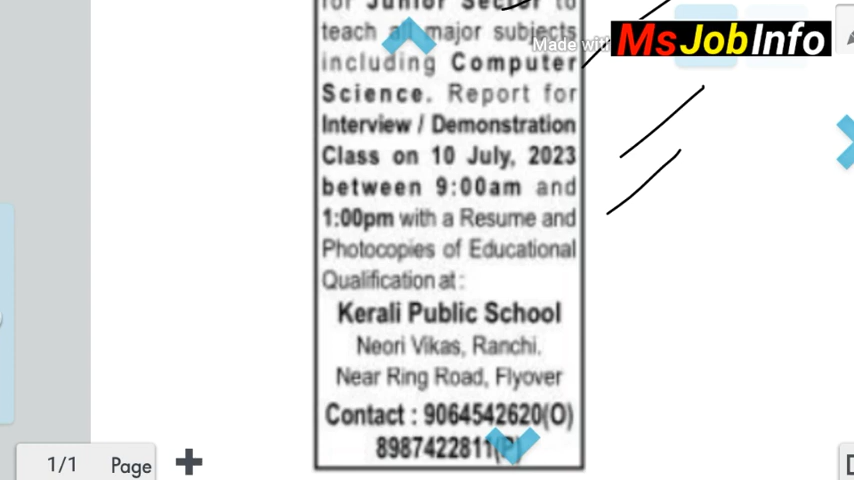 for Junior Sector to
teach all major subjects
including Computer
Science. Report for
Interview / Demonstration
Class on 10 July, 2023
between 9:00am and
1:00pm with a Resume and
Photocopies of Educational
Qualification at :
Kerali Public School
Neori Vikas, Ranchi.
Near Ring Road, Flyover
Contact : 9064542620(O)
8987422811
Made with
MsJobInfo
1/1 Page